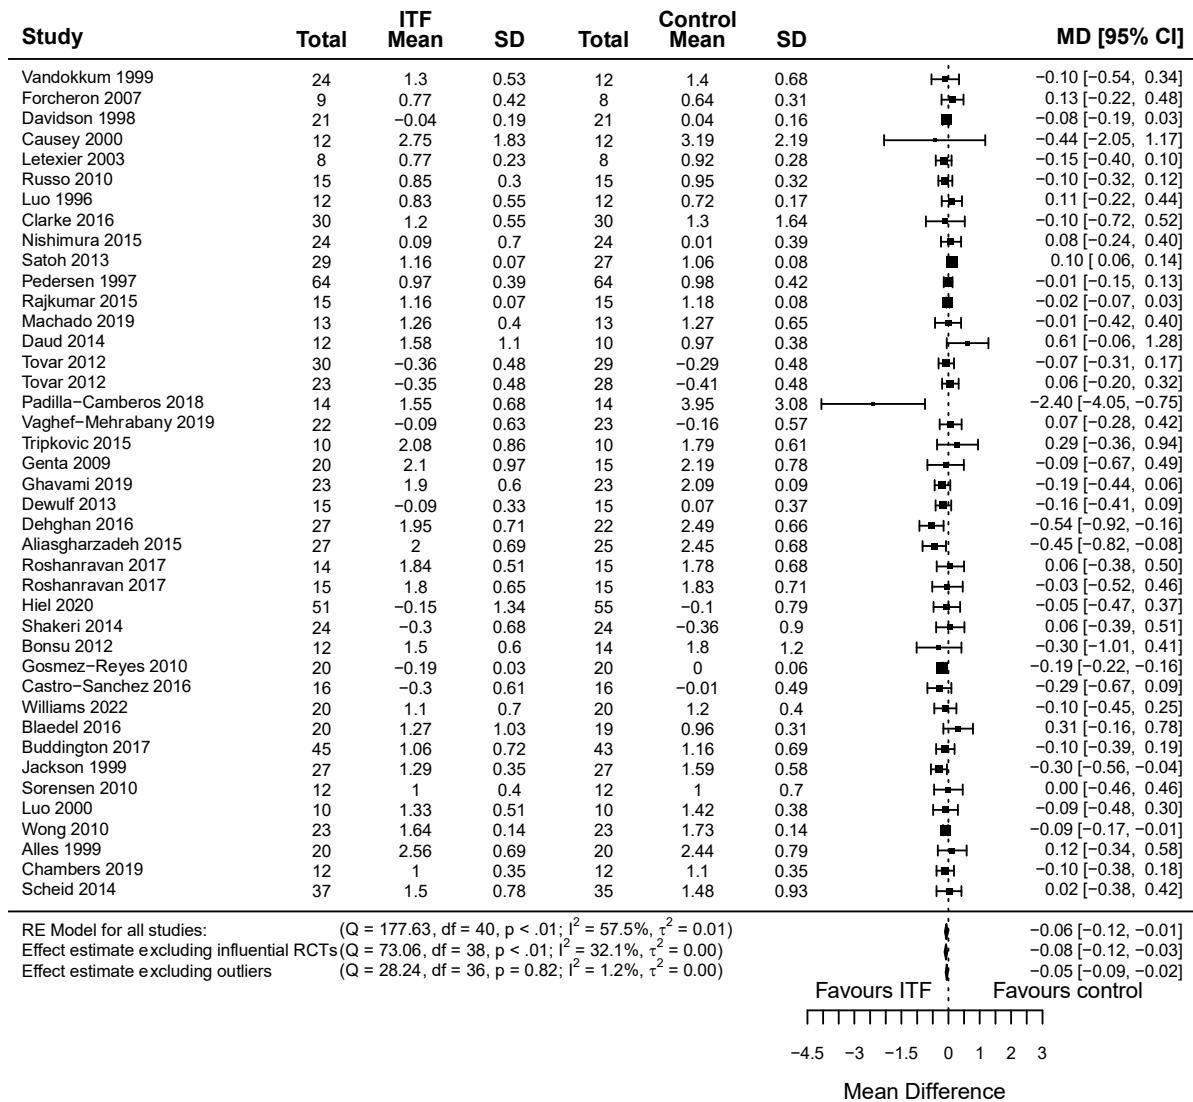 ITF Control
Study Total Mean SD Total Mean SD MD [95% CI]
Vandokkum 1999 24 1.3 0.53 12 1.4 0.68 −0.10 [−0.54, 0.34]
Forcheron 2007 9 0.77 0.42 8 0.64 0.31 0.13 [−0.22, 0.48]
Davidson 1998 21 −0.04 0.19 21 0.04 0.16 −0.08 [−0.19, 0.03]
Causey 2000 12 2.75 1.83 12 3.19 2.19 −0.44 [−2.05, 1.17]
Letexier 2003 8 0.77 0.23 8 0.92 0.28 −0.15 [−0.40, 0.10]
Russo 2010 15 0.85 0.3 15 0.95 0.32 −0.10 [−0.32, 0.12]
Luo 1996 12 0.83 0.55 12 0.72 0.17 0.11 [−0.22, 0.44]
Clarke 2016 30 1.2 0.55 30 1.3 1.64 −0.10 [−0.72, 0.52]
Nishimura 2015 24 0.09 0.7 24 0.01 0.39 0.08 [−0.24, 0.40]
Satoh 2013 29 1.16 0.07 27 1.06 0.08 0.10 [ 0.06, 0.14]
Pedersen 1997 64 0.97 0.39 64 0.98 0.42 −0.01 [−0.15, 0.13]
Rajkumar 2015 15 1.16 0.07 15 1.18 0.08 −0.02 [−0.07, 0.03]
Machado 2019 13 1.26 0.4 13 1.27 0.65 −0.01 [−0.42, 0.40]
Daud 2014 12 1.58 1.1 10 0.97 0.38 0.61 [−0.06, 1.28]
Tovar 2012 30 −0.36 0.48 29 −0.29 0.48 −0.07 [−0.31, 0.17]
Tovar 2012 23 −0.35 0.48 28 −0.41 0.48 0.06 [−0.20, 0.32]
Padilla−Camberos 2018 14 1.55 0.68 14 3.95 3.08 −2.40 [−4.05, −0.75]
Vaghef−Mehrabany 2019 22 −0.09 0.63 23 −0.16 0.57 0.07 [−0.28, 0.42]
Tripkovic 2015 10 2.08 0.86 10 1.79 0.61 0.29 [−0.36, 0.94]
Genta 2009 20 2.1 0.97 15 2.19 0.78 −0.09 [−0.67, 0.49]
Ghavami 2019 23 1.9 0.6 23 2.09 0.09 −0.19 [−0.44, 0.06]
Dewulf 2013 15 −0.09 0.33 15 0.07 0.37 −0.16 [−0.41, 0.09]
Dehghan 2016 27 1.95 0.71 22 2.49 0.66 −0.54 [−0.92, −0.16]
Aliasgharzadeh 2015 27 2 0.69 25 2.45 0.68 −0.45 [−0.82, −0.08]
Roshanravan 2017 14 1.84 0.51 15 1.78 0.68 0.06 [−0.38, 0.50]
Roshanravan 2017 15 1.8 0.65 15 1.83 0.71 −0.03 [−0.52, 0.46]
Hiel 2020 51 −0.15 1.34 55 −0.1 0.79 −0.05 [−0.47, 0.37]
Shakeri 2014 24 −0.3 0.68 24 −0.36 0.9 0.06 [−0.39, 0.51]
Bonsu 2012 12 1.5 0.6 14 1.8 1.2 −0.30 [−1.01, 0.41]
Gosmez−Reyes 2010 20 −0.19 0.03 20 0 0.06 −0.19 [−0.22, −0.16]
Castro−Sanchez 2016 16 −0.3 0.61 16 −0.01 0.49 −0.29 [−0.67, 0.09]
Williams 2022 20 1.1 0.7 20 1.2 0.4 −0.10 [−0.45, 0.25]
Blaedel 2016 20 1.27 1.03 19 0.96 0.31 0.31 [−0.16, 0.78]
Buddington 2017 45 1.06 0.72 43 1.16 0.69 −0.10 [−0.39, 0.19]
Jackson 1999 27 1.29 0.35 27 1.59 0.58 −0.30 [−0.56, −0.04]
Sorensen 2010 12 1 0.4 12 1 0.7 0.00 [−0.46, 0.46]
Luo 2000 10 1.33 0.51 10 1.42 0.38 −0.09 [−0.48, 0.30]
Wong 2010 23 1.64 0.14 23 1.73 0.14 −0.09 [−0.17, −0.01]
Alles 1999 20 2.56 0.69 20 2.44 0.79 0.12 [−0.34, 0.58]
Chambers 2019 12 1 0.35 12 1.1 0.35 −0.10 [−0.38, 0.18]
Scheid 2014 37 1.5 0.78 35 1.48 0.93 0.02 [−0.38, 0.42]
RE Model for all studies: (Q = 177.63, df = 40, p < .01; I² = 57.5%, τ² = 0.01) −0.06 [−0.12, −0.01]
Effect estimate excluding influential RCTs (Q = 73.06, df = 38, p < .01; I² = 32.1%, τ² = 0.00) −0.08 [−0.12, −0.03]
Effect estimate excluding outliers (Q = 28.24, df = 36, p = 0.82; I² = 1.2%, τ² = 0.00) −0.05 [−0.09, −0.02]
Favours ITF Favours control
−4.5 −3 −1.5 0 1 2 3
Mean Difference